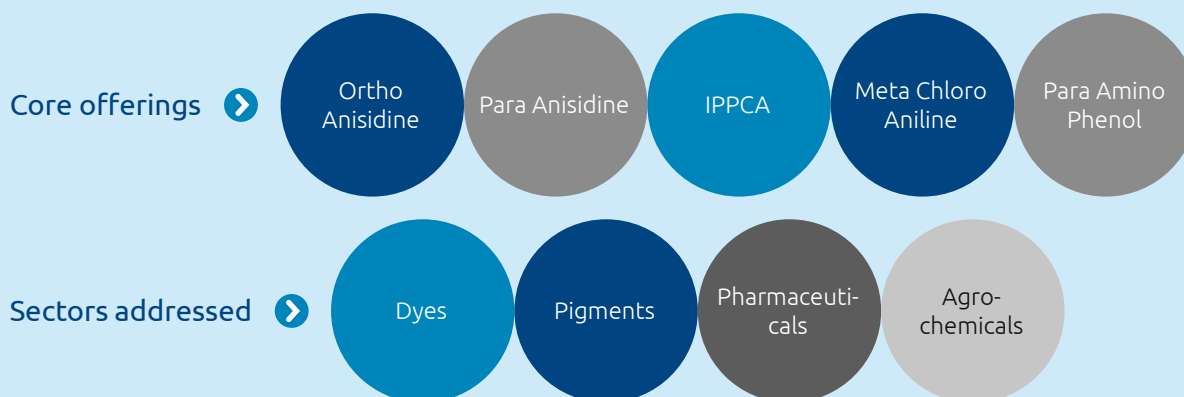 Core offerings
Ortho
Anisidine
Para Anisidine
IPPCA
Meta Chloro
Aniline
Para Amino
Phenol
Sectors addressed
Dyes
Pigments
Pharmaceuti-
cals
Agro-
chemicals